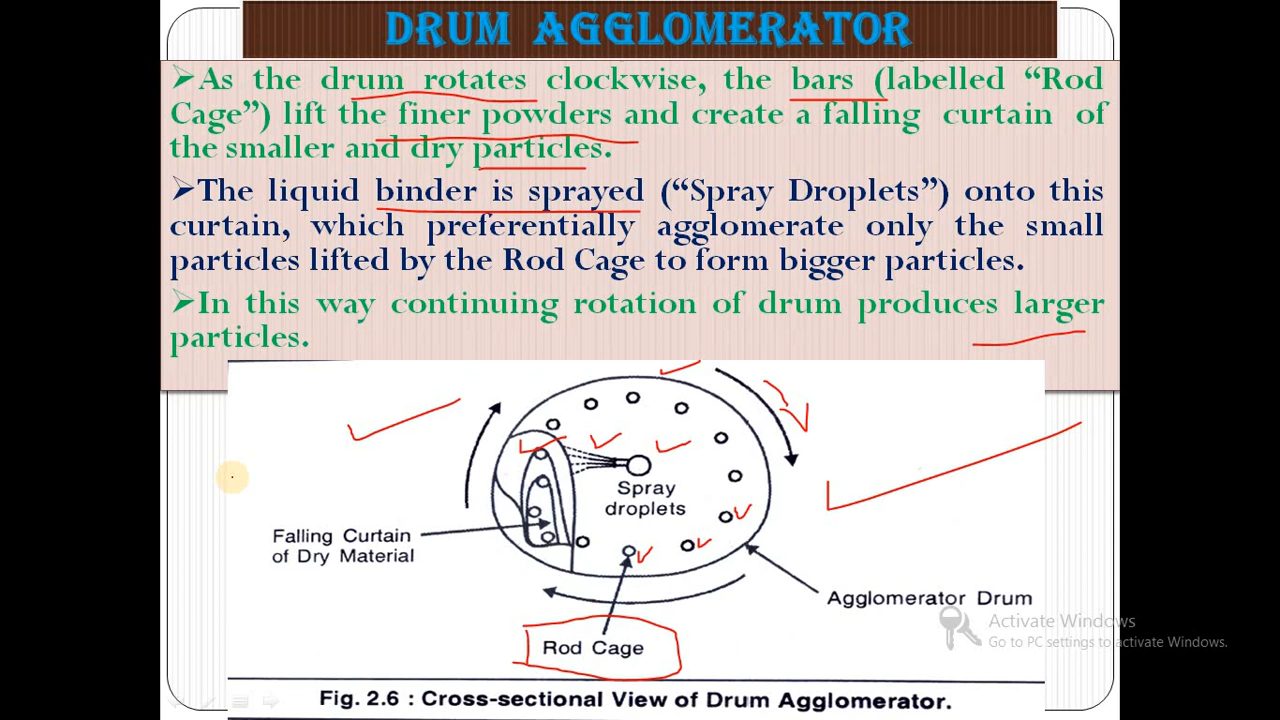 DRUM AGGLOMERATOR
➢As the drum rotates clockwise, the bars (labelled “Rod
Cage”) lift the finer powders and create a falling curtain of
the smaller and dry particles.
➢The liquid binder is sprayed (“Spray Droplets”) onto this
curtain, which preferentially agglomerate only the small
particles lifted by the Rod Cage to form bigger particles.
➢In this way continuing rotation of drum produces larger
particles.
Spray
droplets
Falling Curtain
of Dry Material
Agglomerator Drum
Rod Cage
Activate Windows
Go to PC settings to activate Windows.
Fig. 2.6 : Cross-sectional View of Drum Agglomerator.